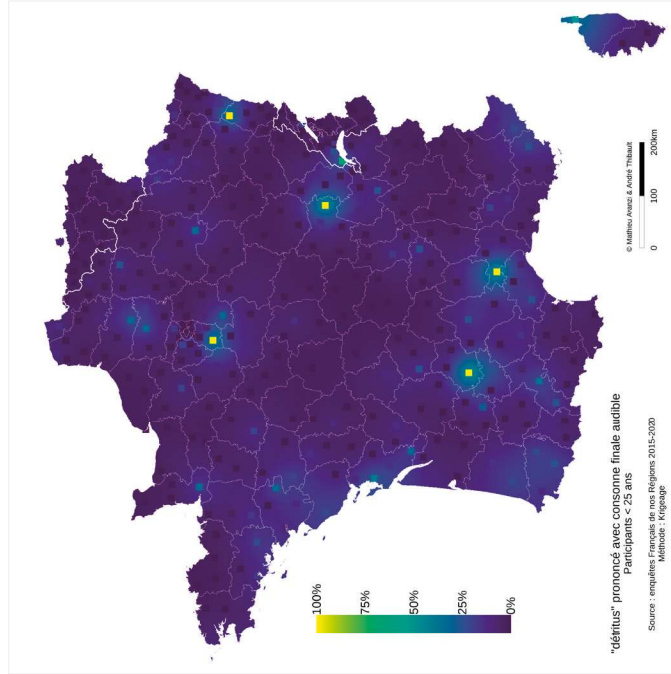 "détritus" prononcé avec consonne finale audible
Participants < 25 ans
Source : enquêtes Français de nos Régions 2015-2020
Méthode : Krigeage
100%
75%
50%
25%
0%
© Mathieu Avanzi & André Thibault
0
100
200km